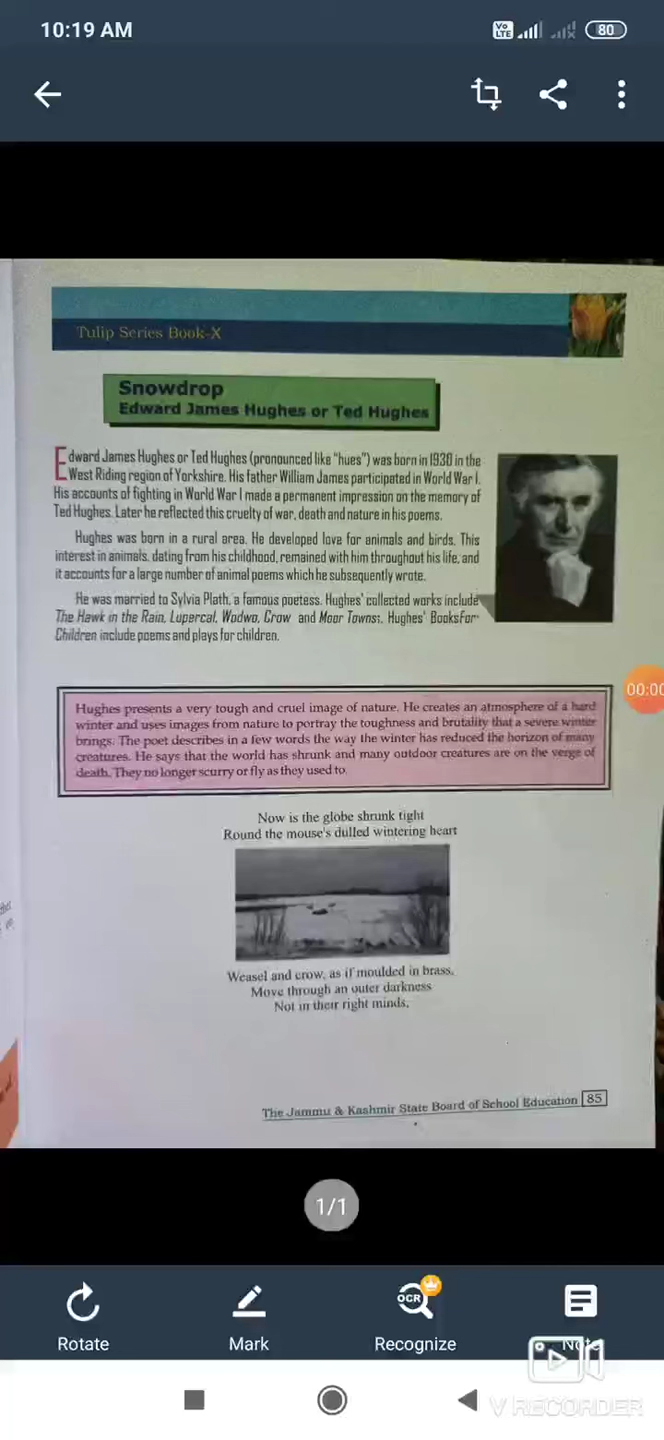 10:19 AM
Vo LTE
80
Tulip Series Book-X
Snowdrop
Edward James Hughes or Ted Hughes
Edward James Hughes or Ted Hughes (pronounced like "hues") was born in 1930 in the
West Riding region of Yorkshire. His father William James participated in World War I.
His accounts of fighting in World War I made a permanent impression on the memory of
Ted Hughes. Later he reflected this cruelty of war, death and nature in his poems.
Hughes was born in a rural area. He developed love for animals and birds. This
interest in animals, dating from his childhood, remained with him throughout his life, and
it accounts for a large number of animal poems which he subsequently wrote.
He was married to Sylvia Plath, a famous poetess. Hughes' collected works include
The Hawk in the Rain, Lupercal, Wodwo, Crow and Moor Towns:. Hughes' BooksFor-
Children include poems and plays for children.
00:00
Hughes presents a very tough and cruel image of nature. He creates an atmosphere of a hard
winter and uses images from nature to portray the toughness and brutality that a severe winter
brings. The poet describes in a few words the way the winter has reduced the horizon of many
creatures. He says that the world has shrunk and many outdoor creatures are on the verge of
death. They no longer scurry or fly as they used to.
Now is the globe shrunk tight
Round the mouse's dulled wintering heart
Weasel and crow, as if moulded in brass,
Move through an outer darkness
Not in their right minds,
The Jammu & Kashmir State Board of School Education 85
1/1
OCR
Rotate
Mark
Recognize
Note
V RECORDER